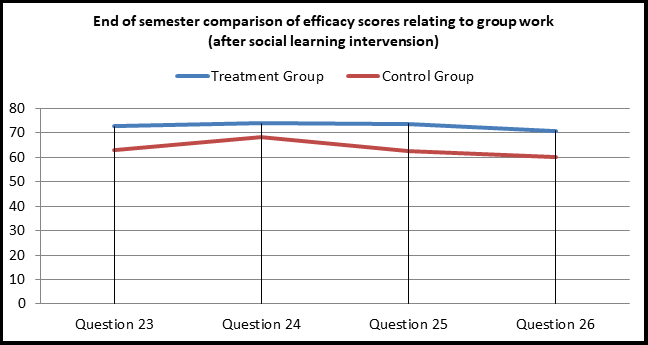 End of semester comparison of efficacy scores relating to group work
(after social learning intervension)
Treatment Group
Control Group
80
70
60
50
40
30
20
10
0
Question 23
Question 24
Question 25
Question 26